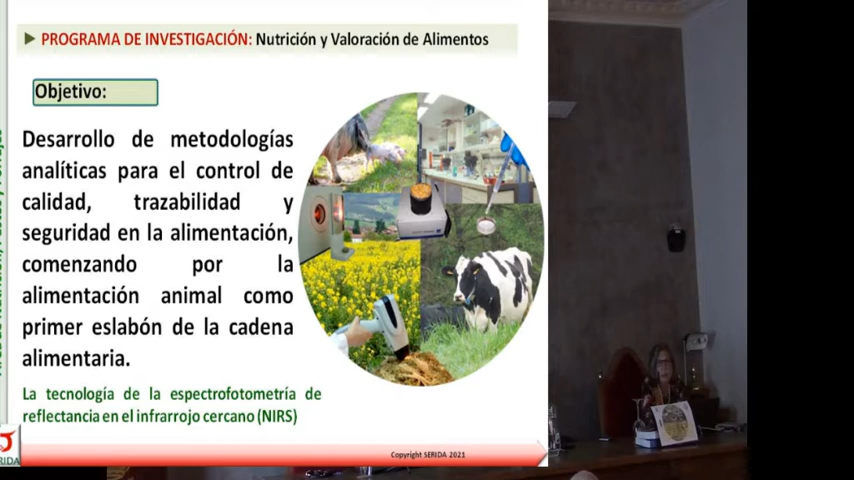 PROGRAMA DE INVESTIGACIÓN: Nutrición y Valoración de Alimentos
Objetivo:
Desarrollo de metodologías
analíticas para el control de
calidad, trazabilidad y
seguridad en la alimentación,
comenzando por la
alimentación animal como
primer eslabón de la cadena
alimentaria.
La tecnología de la espectrofotometría de
reflectancia en el infrarrojo cercano (NIRS)
Copyright SERIDA 2021